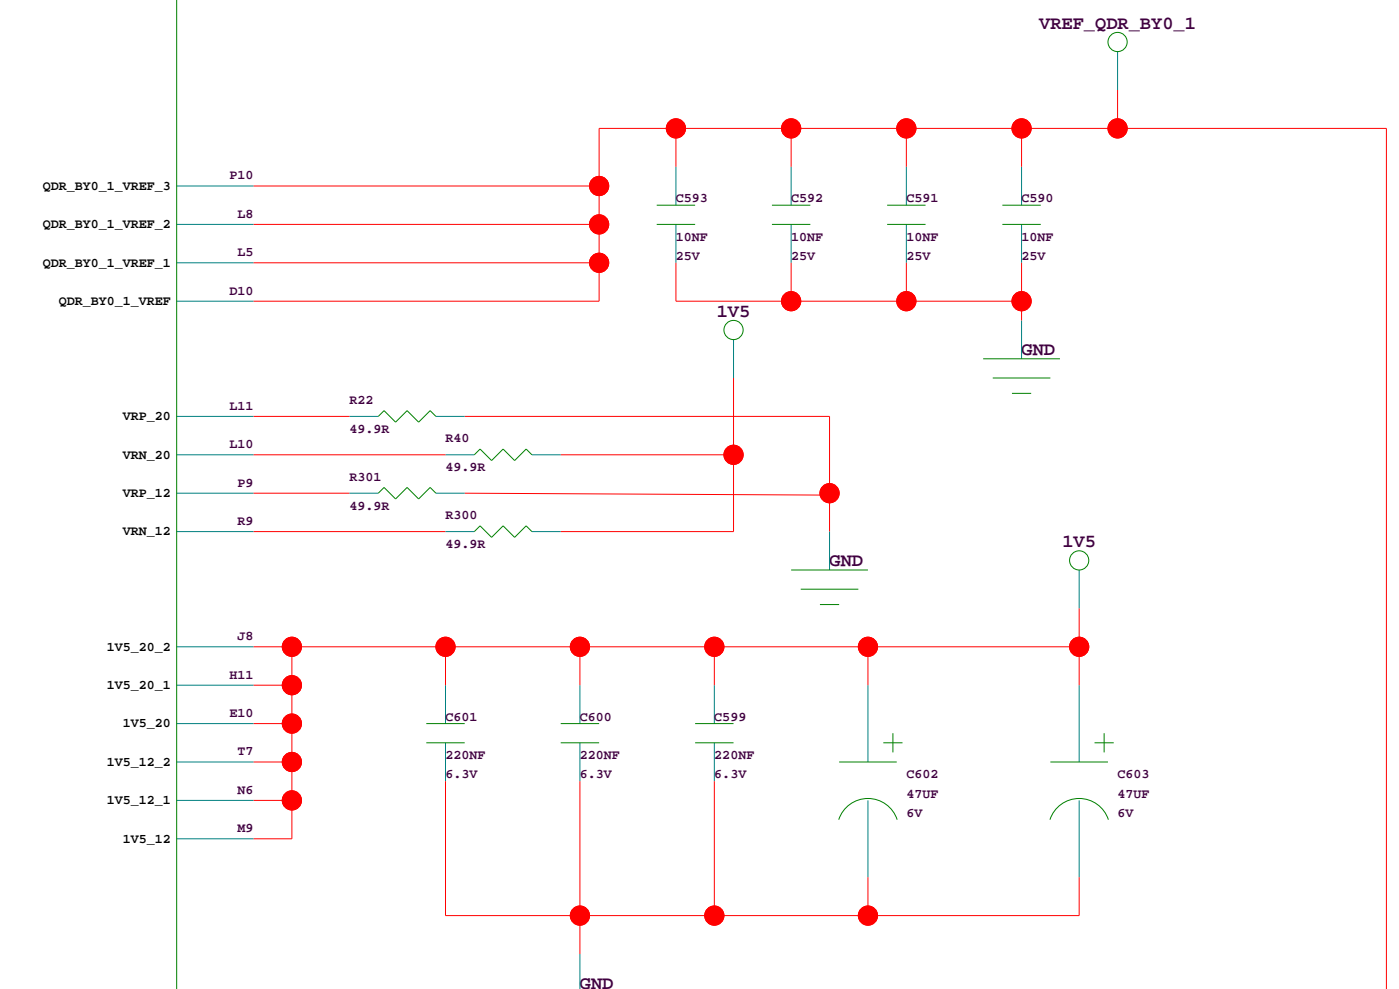 VREF_QDR_BY0_1
QDR_BY0_1_VREF_3 P10
C593 C592 C591 C590
QDR_BY0_1_VREF_2 L8
10NF 10NF 10NF 10NF
QDR_BY0_1_VREF_1 L5
25V 25V 25V 25V
QDR_BY0_1_VREF D10
1V5
GND
VRP_20 L11 R22
49.9R
VRN_20 L10 R40
49.9R
VRP_12 P9 R301
49.9R
VRN_12 R9 R300
49.9R
1V5
GND
1V5_20_2 J8
1V5_20_1 H11
1V5_20 E10
C601 C600 C599
1V5_12_2 T7
220NF 220NF 220NF
6.3V 6.3V 6.3V
C602 C603
1V5_12_1 N6
47UF 47UF
6V 6V
1V5_12 M9
GND